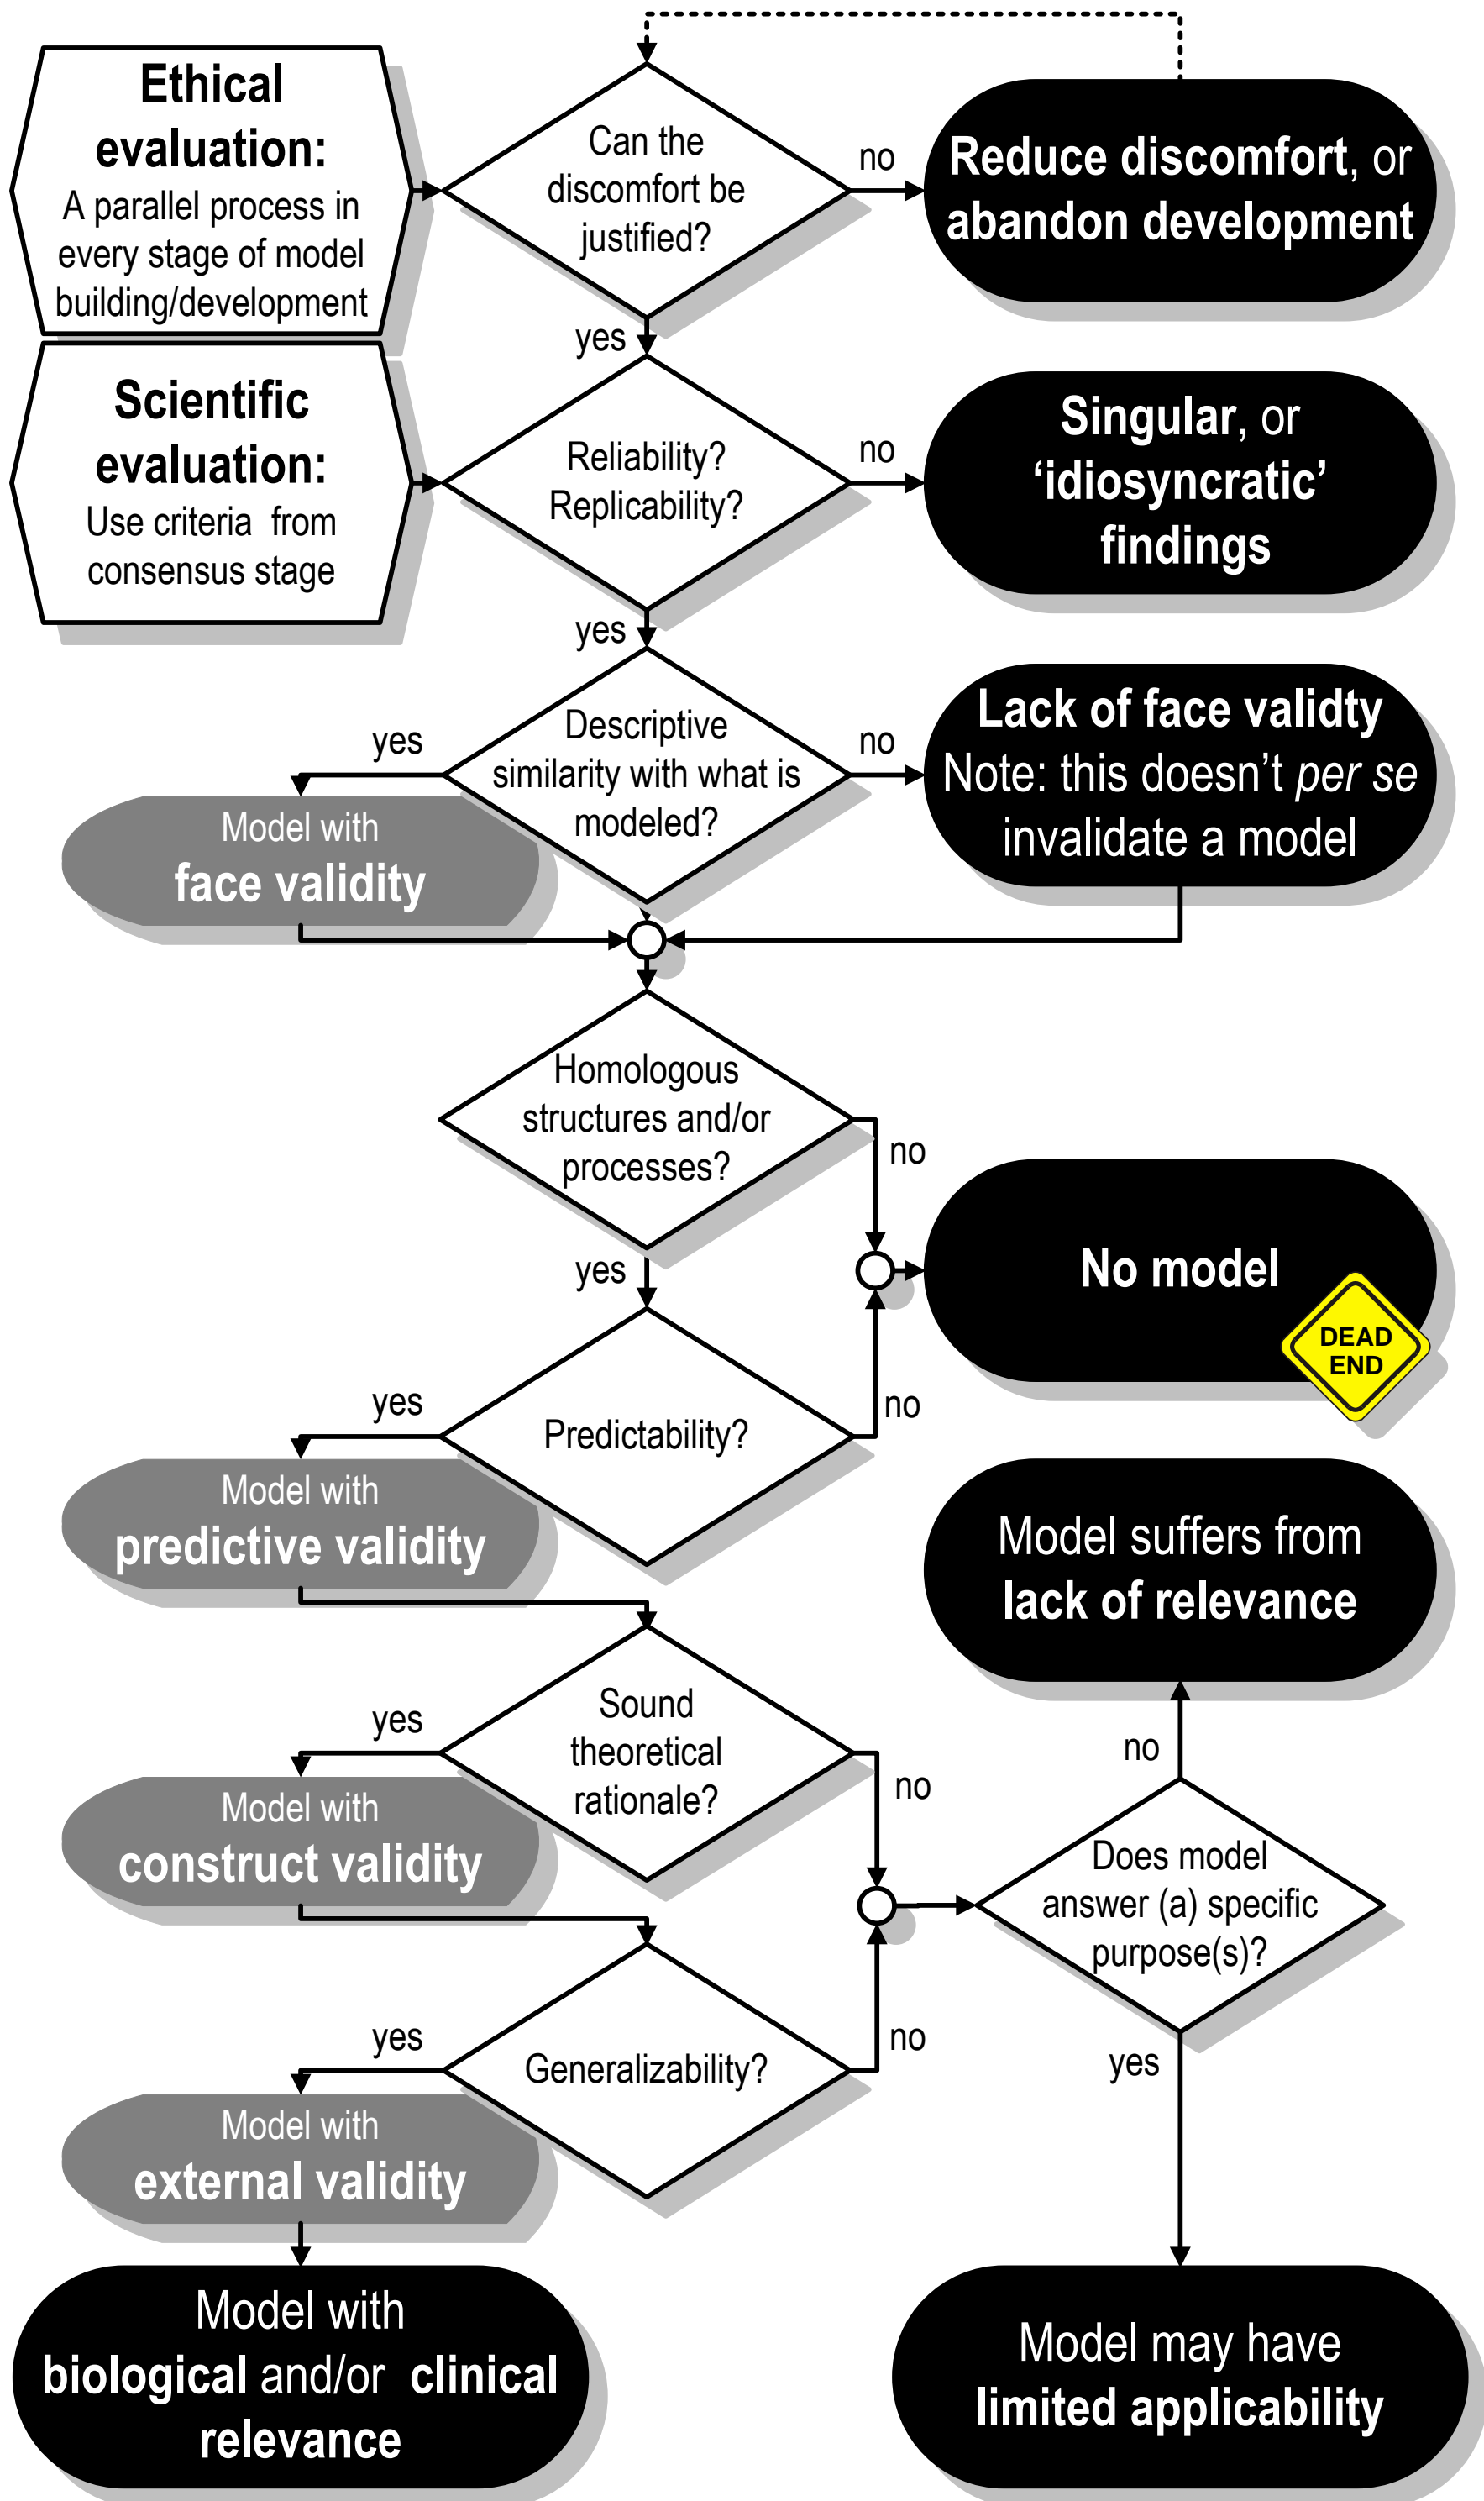 Ethical
evaluation:
A parallel process in
every stage of model
building/development
Can the
discomfort be
justified?
no
Reduce discomfort, or
abandon development
yes
Scientific
evaluation:
Use criteria from
consensus stage
Reliability?
Replicability?
no
Singular, or
‘idiosyncratic’
findings
yes
Descriptive
similarity with what is
modeled?
yes
no
Lack of face validty
Note: this doesn’t per se
invalidate a model
Model with
face validity
Homologous
structures and/or
processes?
no
yes
No model
DEAD
END
Predictability?
yes
no
Model with
predictive validity
Model suffers from
lack of relevance
Sound
theoretical
rationale?
yes
no
no
Model with
construct validity
Does model
answer (a) specific
purpose(s)?
Generalizability?
yes
no
yes
Model with
external validity
Model with
biological and/or clinical
relevance
Model may have
limited applicability